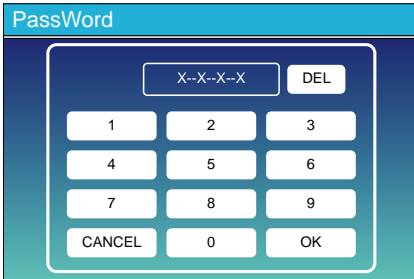 PassWord
X--X--X--X DEL
1 2 3
4 5 6
7 8 9
CANCEL 0 OK